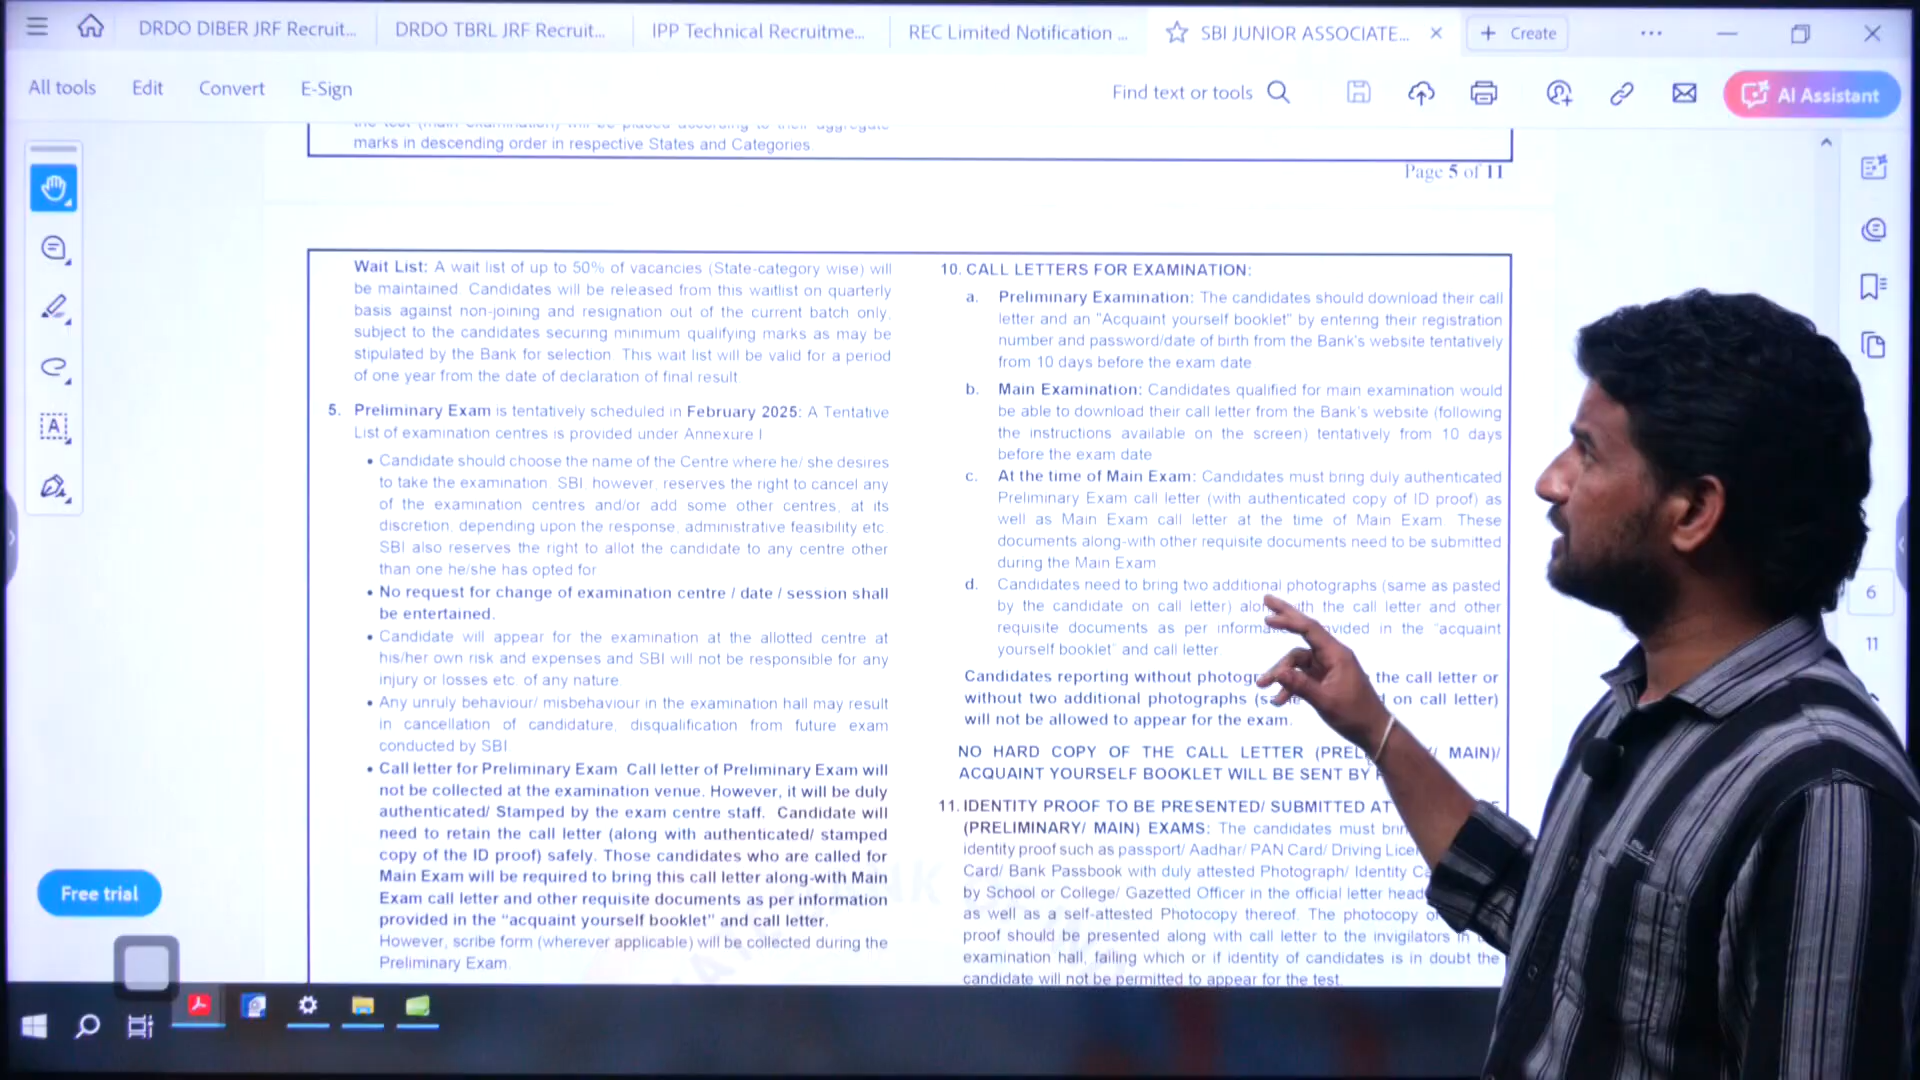 DRDO DIBER JRF Recruit...
DRDO TBRL JRF Recruit...
IPP Technical Recruitme...
REC Limited Notification ...
SBI JUNIOR ASSOCIATE...
Create
All tools
Edit
Convert
E-Sign
Find text or tools
AI Assistant
marks in descending order in respective States and Categories
Page 5 of 11
Wait List: A wait list of up to 50% of vacancies (State-category wise) will
be maintained. Candidates will be released from this waitlist on quarterly
basis against non-joining and resignation out of the current batch only,
subject to the candidates securing minimum qualifying marks as may be
stipulated by the Bank for selection. This wait list will be valid for a period
of one year from the date of declaration of final result.
5. Preliminary Exam is tentatively scheduled in February 2025: A Tentative
List of examination centres is provided under Annexure I
• Candidate should choose the name of the Centre where he/ she desires
to take the examination. SBI, however, reserves the right to cancel any
of the examination centres and/or add some other centres, at its
discretion, depending upon the response, administrative feasibility etc.
SBI also reserves the right to allot the candidate to any centre other
than one he/she has opted for
• No request for change of examination centre / date / session shall
be entertained.
• Candidate will appear for the examination at the allotted centre at
his/her own risk and expenses and SBI will not be responsible for any
injury or losses etc. of any nature.
• Any unruly behaviour/ misbehaviour in the examination hall may result
in cancellation of candidature, disqualification from future exam
conducted by SBI
• Call letter for Preliminary Exam Call letter of Preliminary Exam will
not be collected at the examination venue. However, it will be duly
authenticated/ Stamped by the exam centre staff. Candidate will
need to retain the call letter (along with authenticated/ stamped
copy of the ID proof) safely. Those candidates who are called for
Main Exam will be required to bring this call letter along-with Main
Exam call letter and other requisite documents as per information
provided in the "acquaint yourself booklet" and call letter.
However, scribe form (wherever applicable) will be collected during the
Preliminary Exam.
10. CALL LETTERS FOR EXAMINATION:
a. Preliminary Examination: The candidates should download their call
letter and an "Acquaint yourself booklet" by entering their registration
number and password/date of birth from the Bank's website tentatively
from 10 days before the exam date
b. Main Examination: Candidates qualified for main examination would
be able to download their call letter from the Bank's website (following
the instructions available on the screen) tentatively from 10 days
before the exam date
c. At the time of Main Exam: Candidates must bring duly authenticated
Preliminary Exam call letter (with authenticated copy of ID proof) as
well as Main Exam call letter at the time of Main Exam. These
documents along-with other requisite documents need to be submitted
during the Main Exam
d. Candidates need to bring two additional photographs (same as pasted
by the candidate on call letter) along with the call letter and other
requisite documents as per provided in the "acquaint
yourself booklet" and call letter
Candidates reporting without the call letter or
without two additional photographs on call letter)
will not be allowed to appear for the exam.
NO HARD COPY OF THE CALL LETTER MAIN)/
ACQUAINT YOURSELF BOOKLET WILL BE SENT BY
11. IDENTITY PROOF TO BE PRESENTED/ SUBMITTED AT
(PRELIMINARY/ MAIN) EXAMS: The candidates must
identity proof such as passport/ Aadhar/ PAN Card/ Driving
Card/ Bank Passbook with duly attested Photograph/ Identity
by School or College/ Gazetted Officer in the official letter
as well as a self-attested Photocopy thereof. The photocopy
proof should be presented along with call letter to the invigilators in
examination hall, failing which or if identity of candidates is in doubt the
candidate will not be permitted to appear for the test.
6
11
Free trial